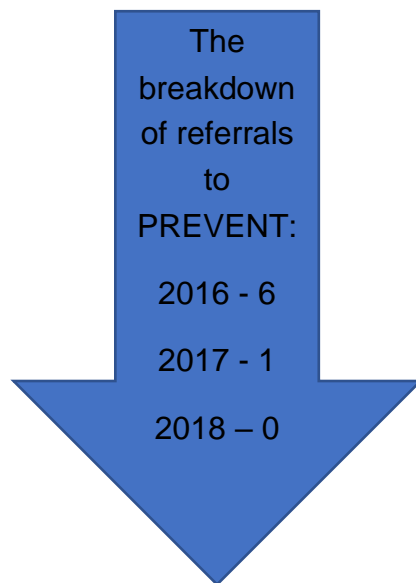 The
breakdown
of referrals
to
PREVENT:
2016 - 6
2017 - 1
2018 – 0